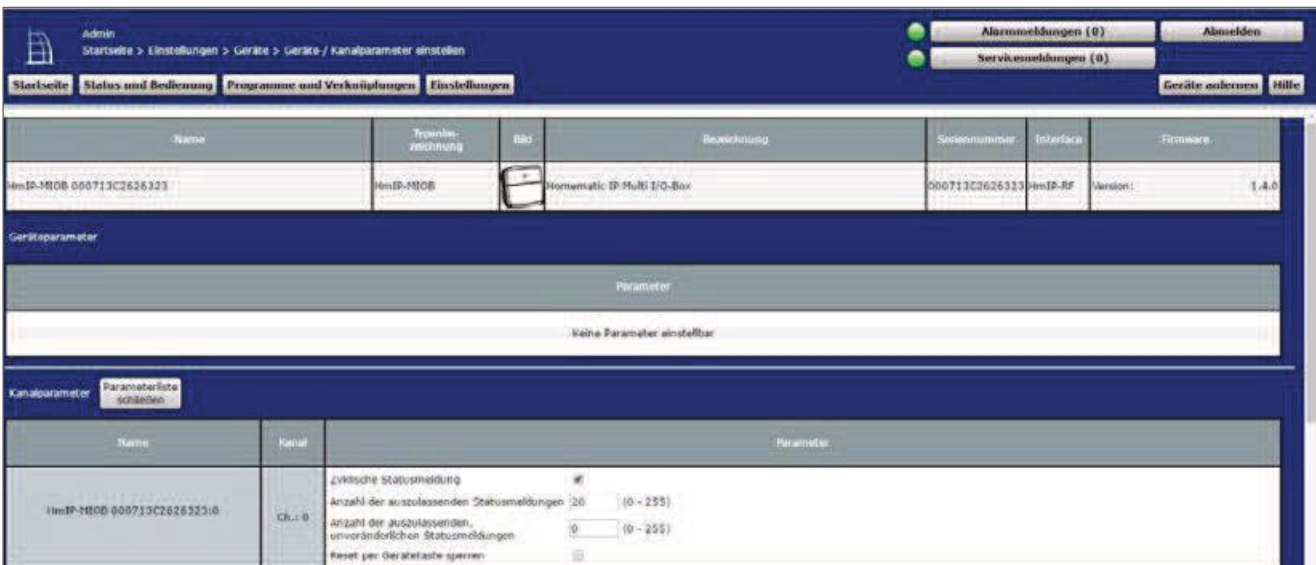 Admin
Startseite > Einstellungen > Geräte > Geräte-/ Kanalparameter einstellen
Alarmmeldungen (0)
Abmelden
Servicemeldungen (0)
Startseite
Status und Bedienung
Programme und Verknüpfungen
Einstellungen
Geräte anlernen
Hilfe
Name
Typenbe-
zeichnung
Bild
Bezeichnung
Seriennummer
Interface
Firmware
HmIP-MIOB 000713C2626323
HmIP-MIOB
Homematic IP Multi I/O-Box
000713C2626323
HmIP-RF
Version:
1.4.0
Geräteparameter
Parameter
Keine Parameter einstellbar
Kanalparameter
Parameterliste
schließen
Name
Kanal
Parameter
HmIP-MIOB 000713C2626323:0
Ch.: 0
Zyklische Statusmeldung
Anzahl der auszulassenden Statusmeldungen 20 (0 - 255)
Anzahl der auszulassenden,
unveränderlichen Statusmeldungen
0 (0 - 255)
Reset per Gerätetaste sperren